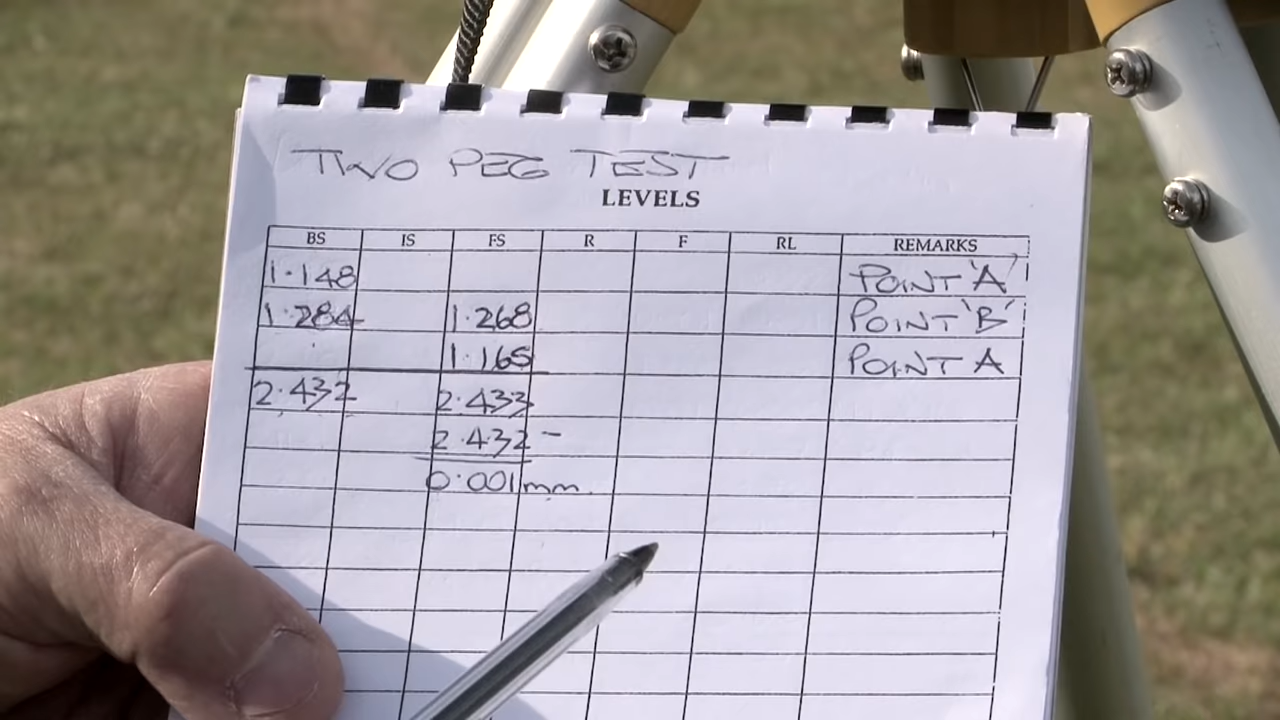 TWO PEG TEST
LEVELS
BS IS FS R F RL REMARKS
1.148 POINT 'A'
1.284 1.268 POINT 'B'
1.165 POINT A
2.432 2.433
2.432 -
0.001mm.